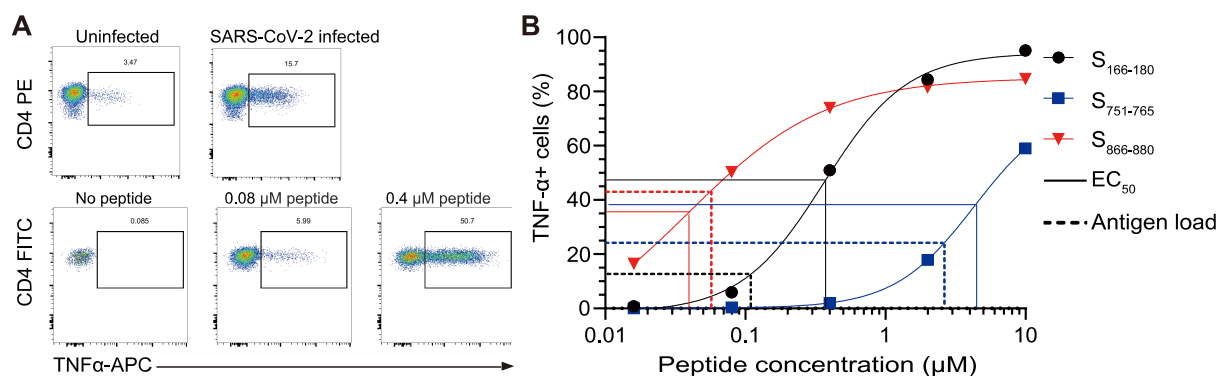 A
Uninfected
SARS-CoV-2 infected
3.47
15.7
CD4 PE
No peptide
0.08 µM peptide
0.4 µM peptide
0.085
5.99
50.7
CD4 FITC
TNFα-APC
B
100
80
60
40
20
0
TNF-α+ cells (%)
0.01
0.1
1
10
Peptide concentration (µM)
S166-180
S751-765
S866-880
EC50
Antigen load